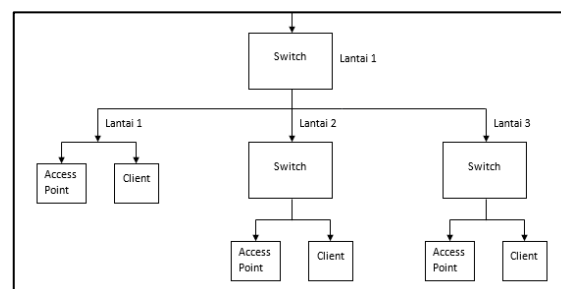 Switch
Lantai 1
Lantai 1
Lantai 2
Lantai 3
Access
Point
Client
Switch
Switch
Access
Point
Client
Access
Point
Client